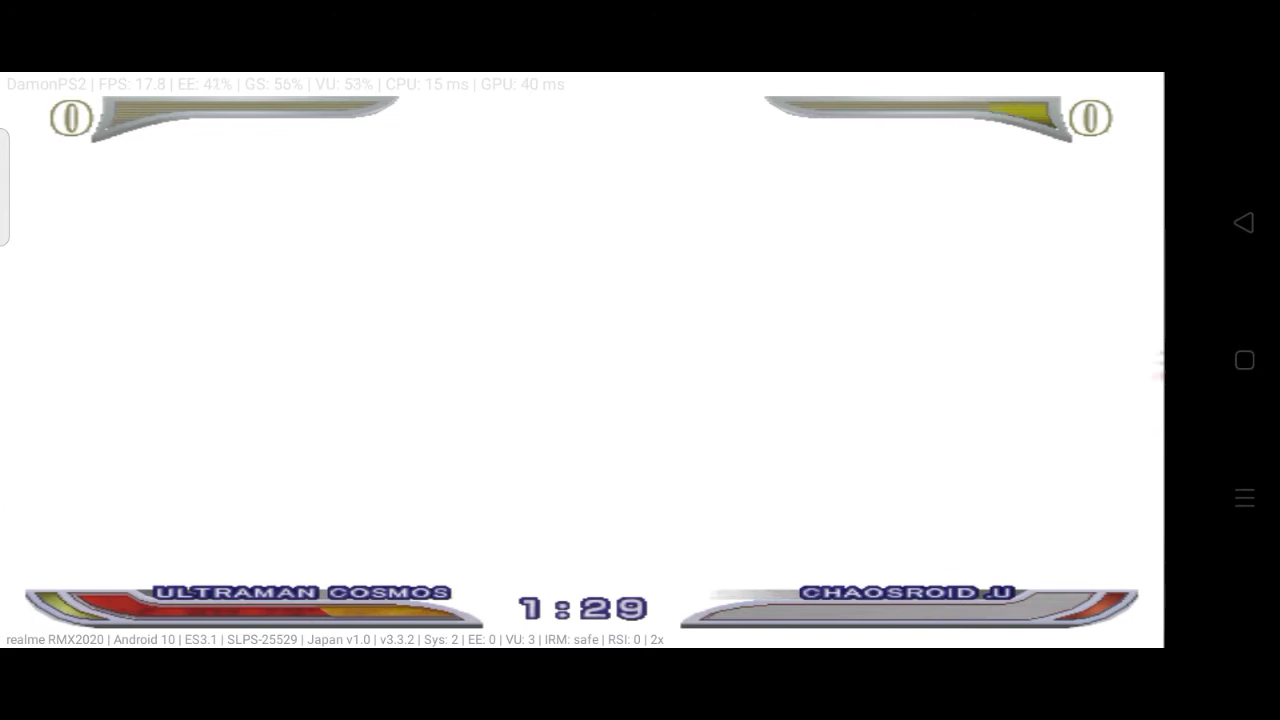 DamonPS2 | FPS: 17.8 | EE: 41% | GS: 56% | VU: 53% | CPU: 15 ms | GPU: 40 ms
0 0
ULTRAMAN COSMOS 1:29 CHAOSROID .U
realme RMX2020 | Android 10 | ES3.1 | SLPS-25529 | Japan v1.0 | v3.3.2 | Sys: 2 | EE: 0 | VU: 3 | IRM: safe | RSI: 0 | 2x